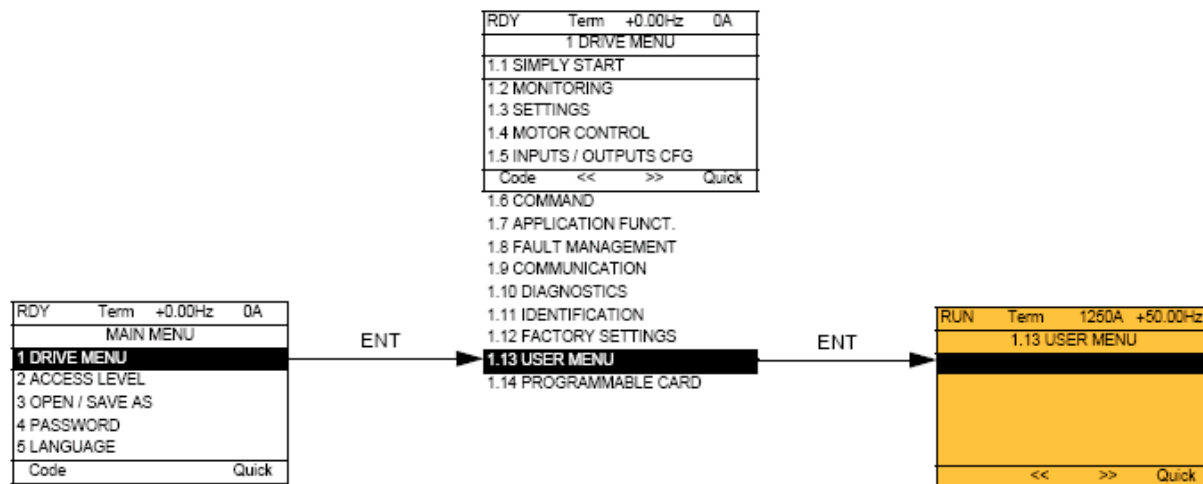 RDY Term +0.00Hz 0A
1 DRIVE MENU
1.1 SIMPLY START
1.2 MONITORING
1.3 SETTINGS
1.4 MOTOR CONTROL
1.5 INPUTS / OUTPUTS CFG
Code << >> Quick
1.6 COMMAND
1.7 APPLICATION FUNCT.
1.8 FAULT MANAGEMENT
1.9 COMMUNICATION
1.10 DIAGNOSTICS
1.11 IDENTIFICATION
1.12 FACTORY SETTINGS
1.13 USER MENU
1.14 PROGRAMMABLE CARD
RDY Term +0.00Hz 0A
MAIN MENU
1 DRIVE MENU
2 ACCESS LEVEL
3 OPEN / SAVE AS
4 PASSWORD
5 LANGUAGE
Code Quick
ENT
ENT
RUN Term 1250A +50.00Hz
1.13 USER MENU
<< >> Quick